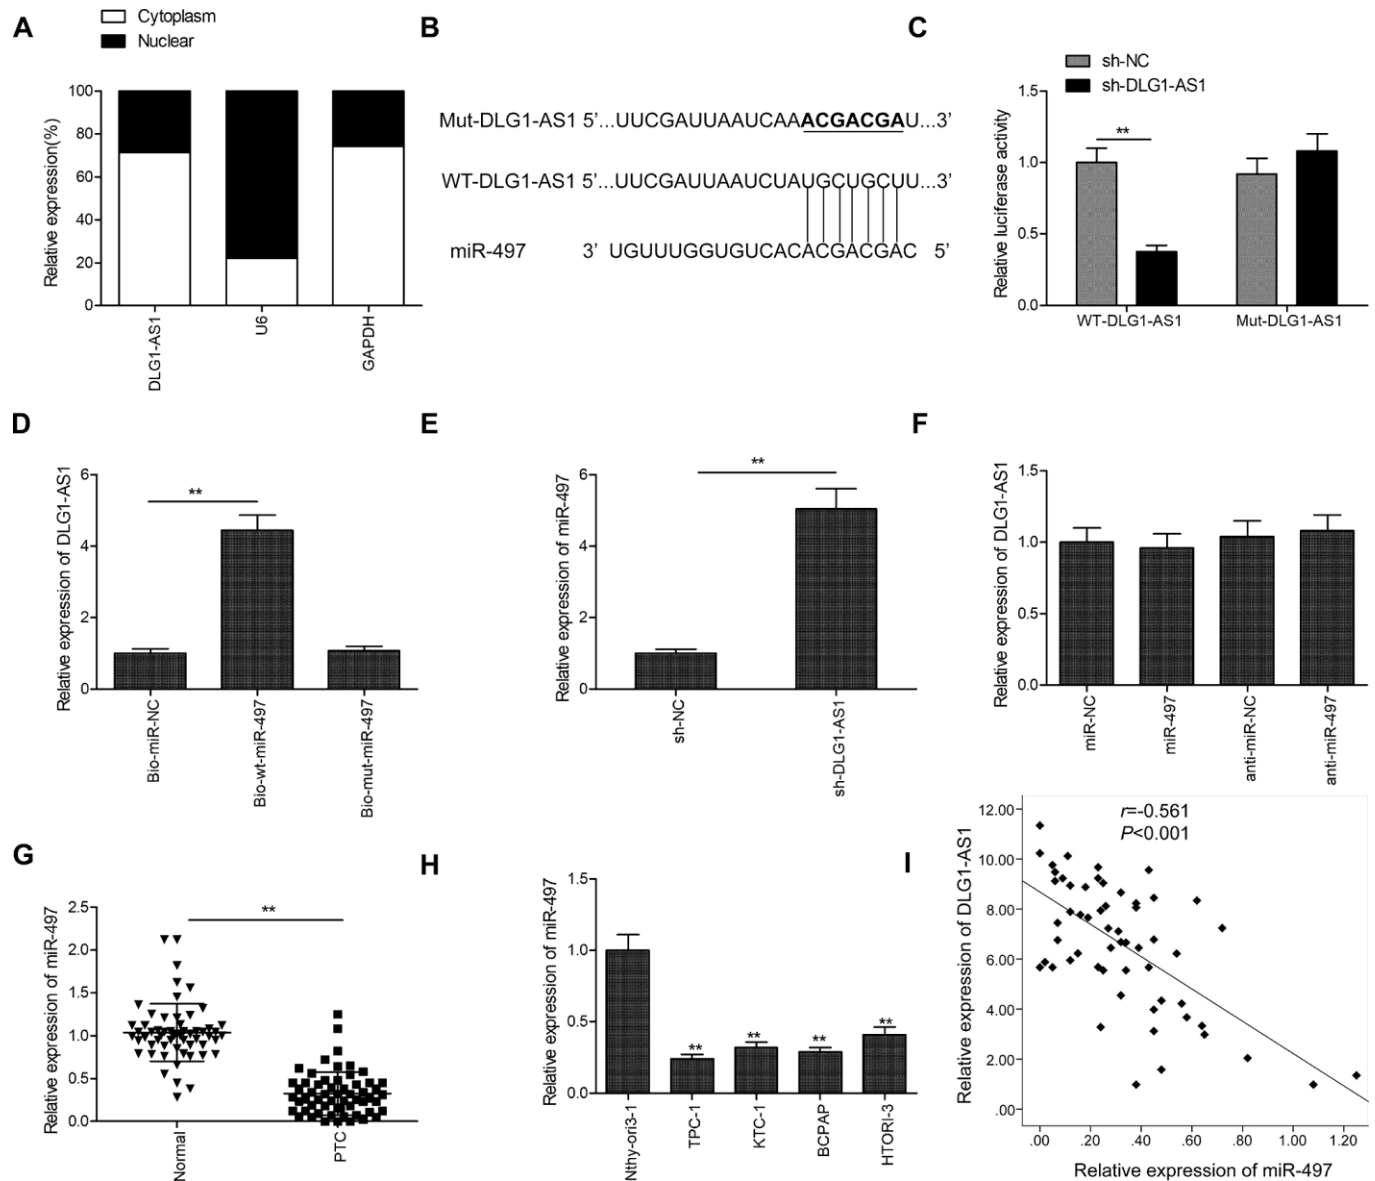 A
Cytoplasm
Nuclear
Relative expression(%)
100
80
60
40
20
0
DLG1-AS1
U6
GAPDH
B
Mut-DLG1-AS1 5’...UUCGAUUAAUCAAACGACGAU...3’
WT-DLG1-AS1 5’...UUCGAUUAAUCUAUGCUGCUU...3’
miR-497 3’ UGUUUGGUGUCACACGACGAC 5’
C
sh-NC
sh-DLG1-AS1
Relative luciferase activity
1.5
1.0
0.5
0.0
**
WT-DLG1-AS1
Mut-DLG1-AS1
D
Relative expression of DLG1-AS1
6
4
2
0
**
Bio-miR-NC
Bio-wt-miR-497
Bio-mut-miR-497
E
Relative expression of miR-497
6
4
2
0
**
sh-NC
sh-DLG1-AS1
F
Relative expression of DLG1-AS1
1.5
1.0
0.5
0.0
miR-NC
miR-497
anti-miR-NC
anti-miR-497
G
Relative expression of miR-497
2.5
2.0
1.5
1.0
0.5
0.0
**
Normal
PTC
H
Relative expression of miR-497
1.5
1.0
0.5
0.0
**
**
**
**
Nthy-ori3-1
TPC-1
KTC-1
BCPAP
HTORI-3
I
r=-0.561
P<0.001
Relative expression of DLG1-AS1
12.00
10.00
8.00
6.00
4.00
2.00
.00
.00 .20 .40 .60 .80 1.00 1.20
Relative expression of miR-497